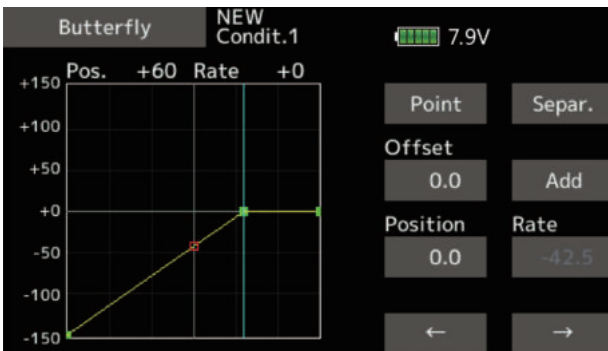 Butterfly
NEW
Condit.1
7.9V
Pos. +60 Rate +0
+150
+100
+50
+0
-50
-100
-150
Point
Separ.
Offset
0.0
Add
Position
Rate
0.0
-42.5
←
→